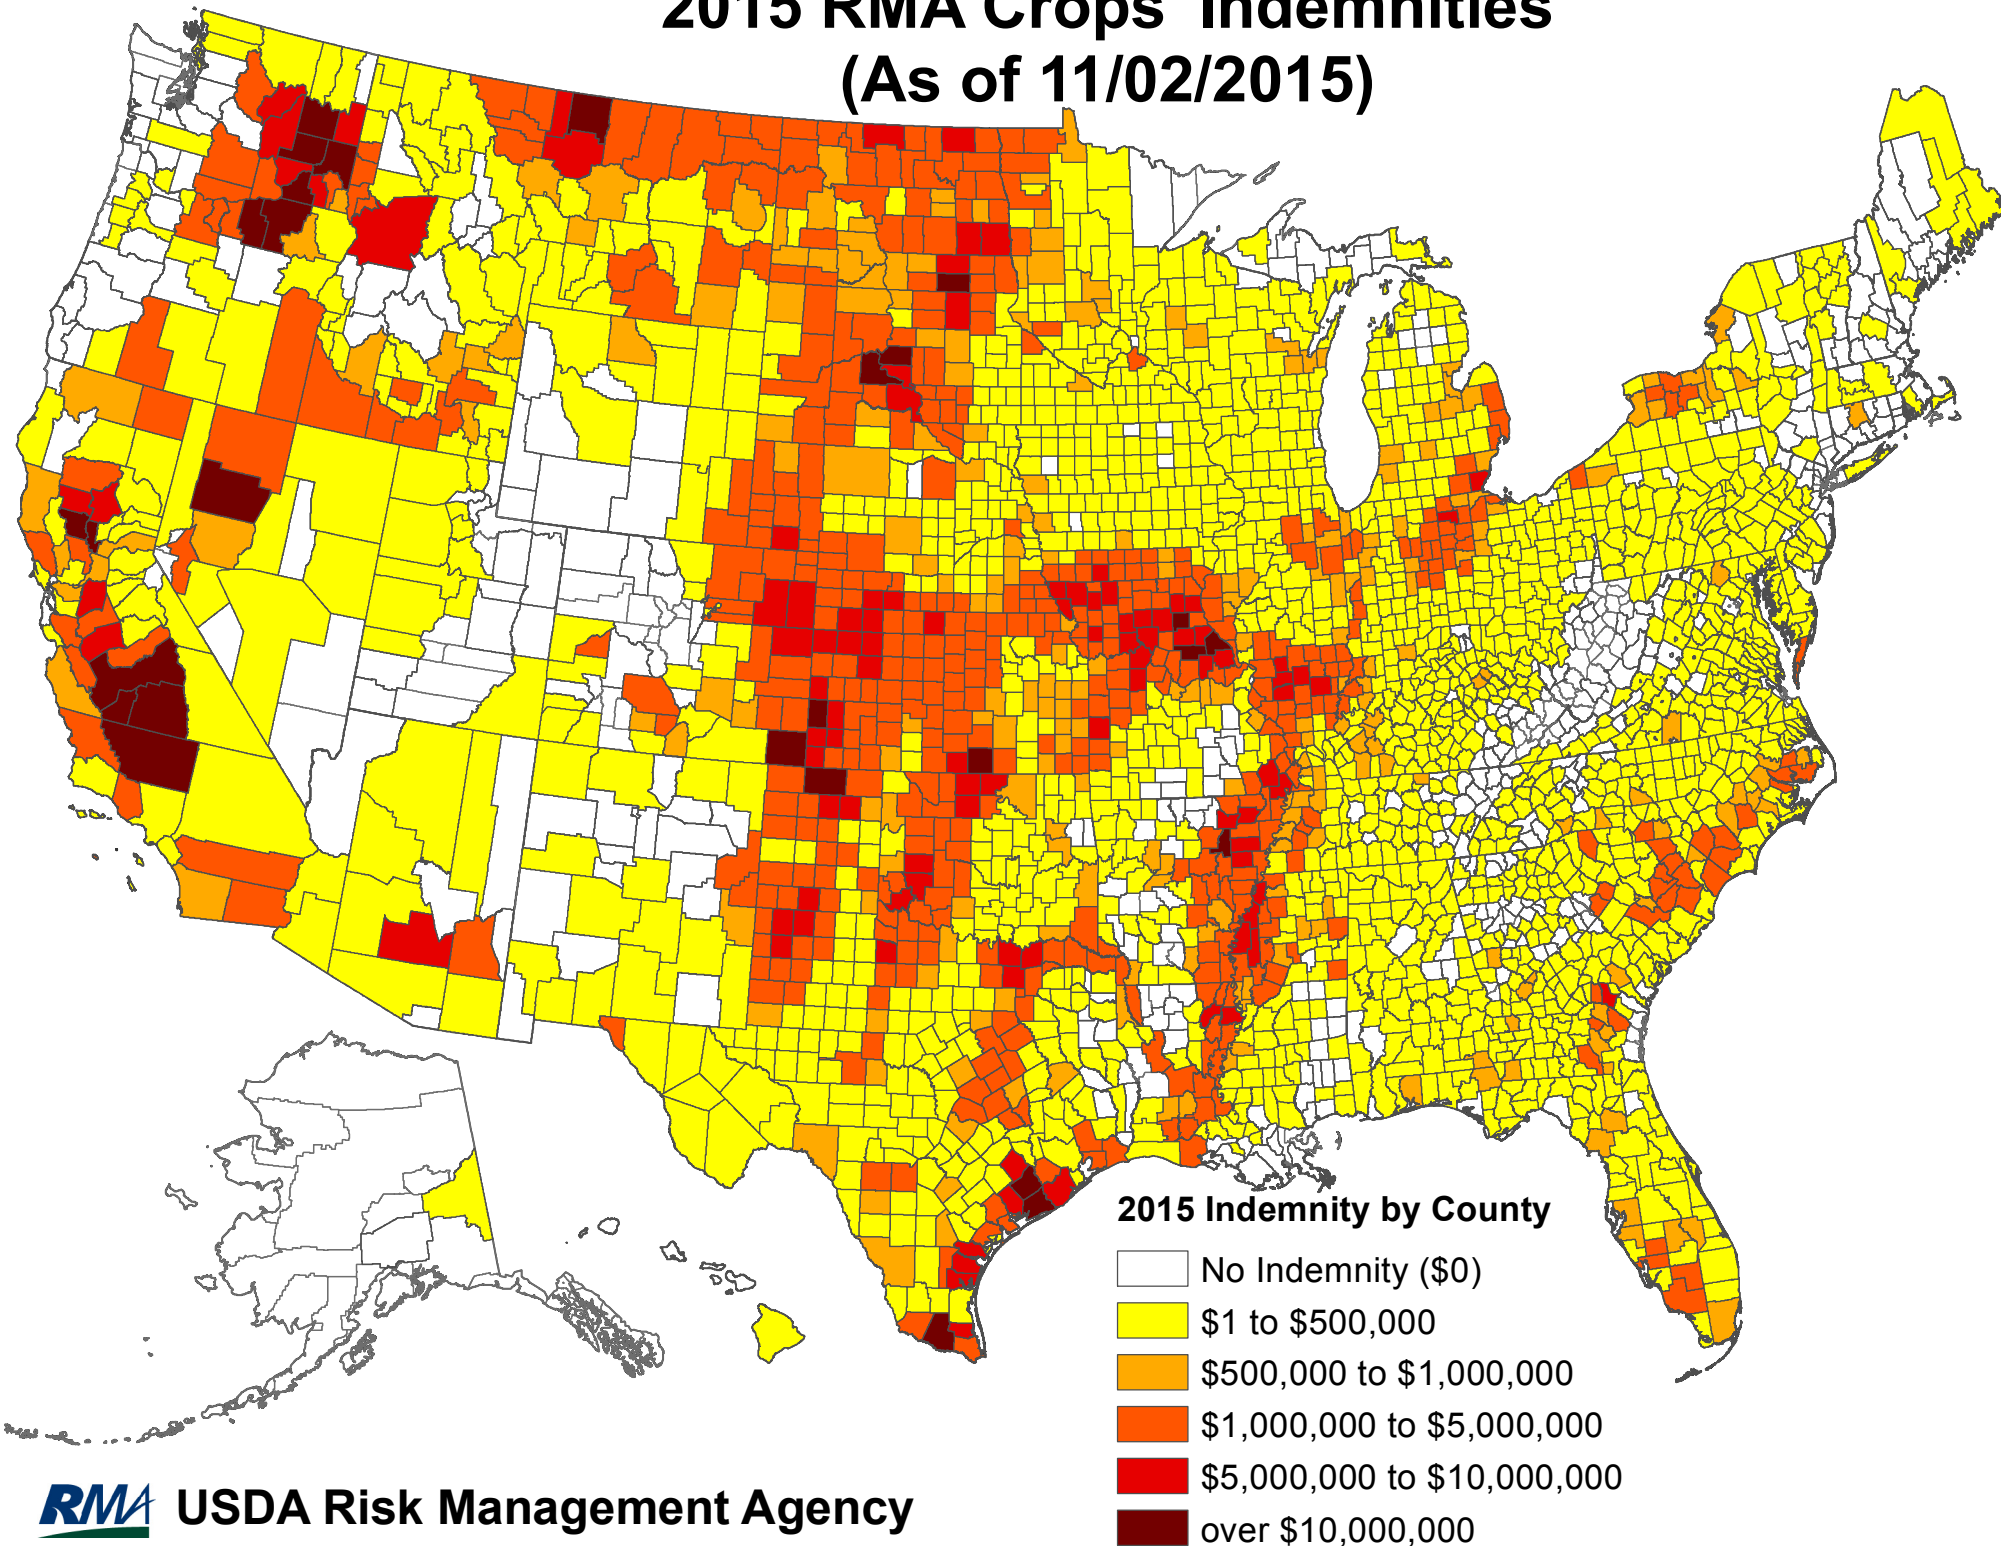 2015 RMA Crops' Indemnities
(As of 11/02/2015)
2015 Indemnity by County
No Indemnity ($0)
$1 to $500,000
$500,000 to $1,000,000
$1,000,000 to $5,000,000
$5,000,000 to $10,000,000
over $10,000,000
RMA USDA Risk Management Agency